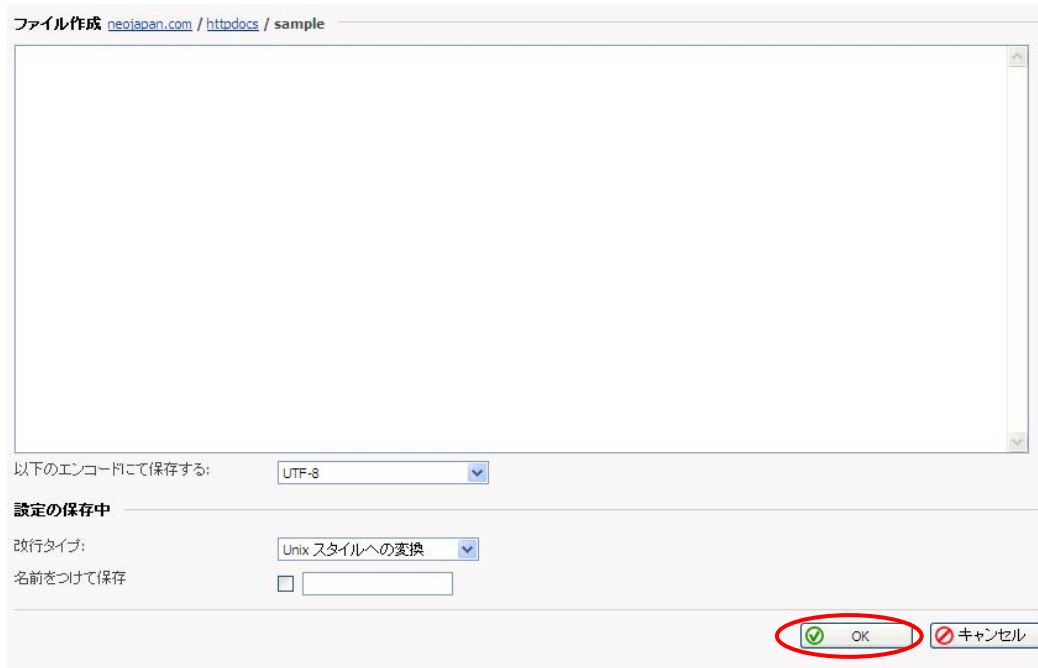 ファイル作成 neojapan.com / httpdocs / sample
以下のエンコードにて保存する: UTF-8
設定の保存中
改行タイプ: Unix スタイルへの変換
名前をつけて保存
OK キャンセル